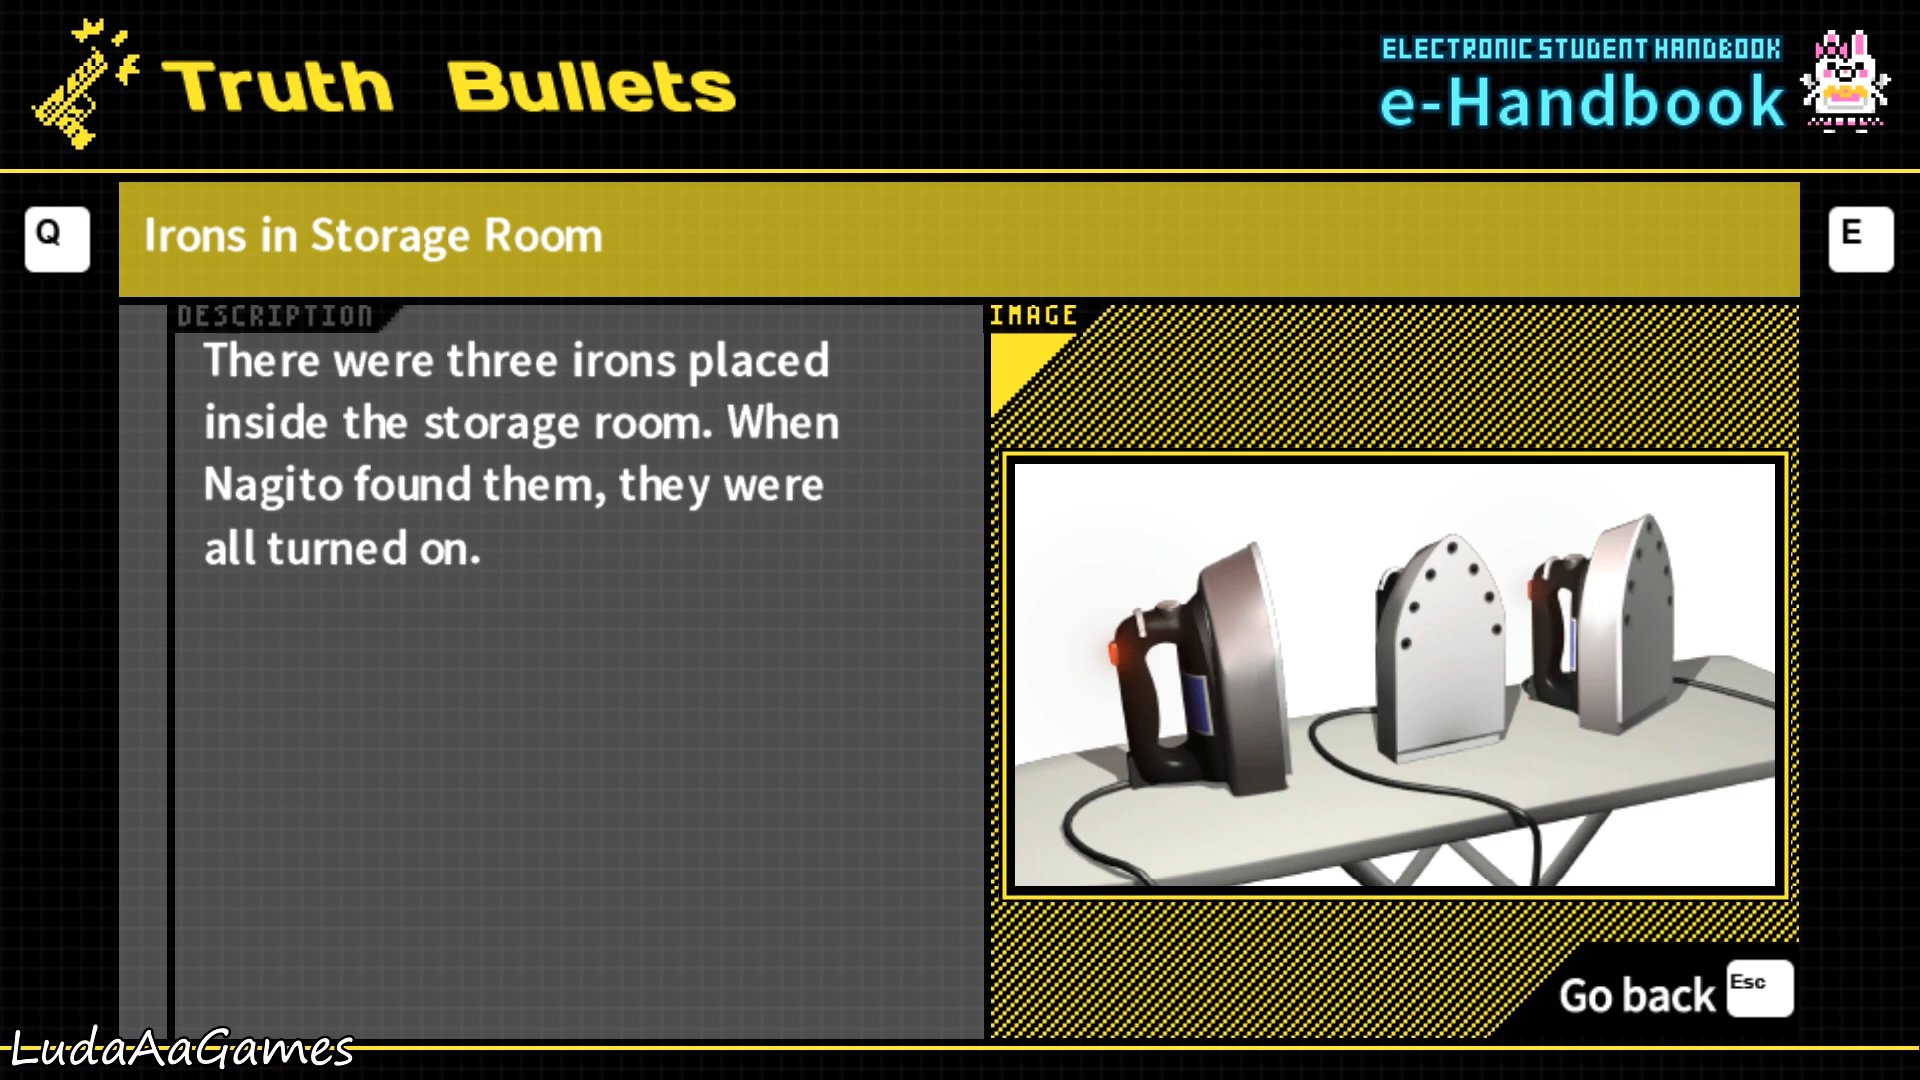 Truth Bullets
ELECTRONIC STUDENT HANDBOOK
e-Handbook
Q
Irons in Storage Room
E
DESCRIPTION
There were three irons placed
inside the storage room. When
Nagito found them, they were
all turned on.
IMAGE
Go back
Esc
LudaAaGames